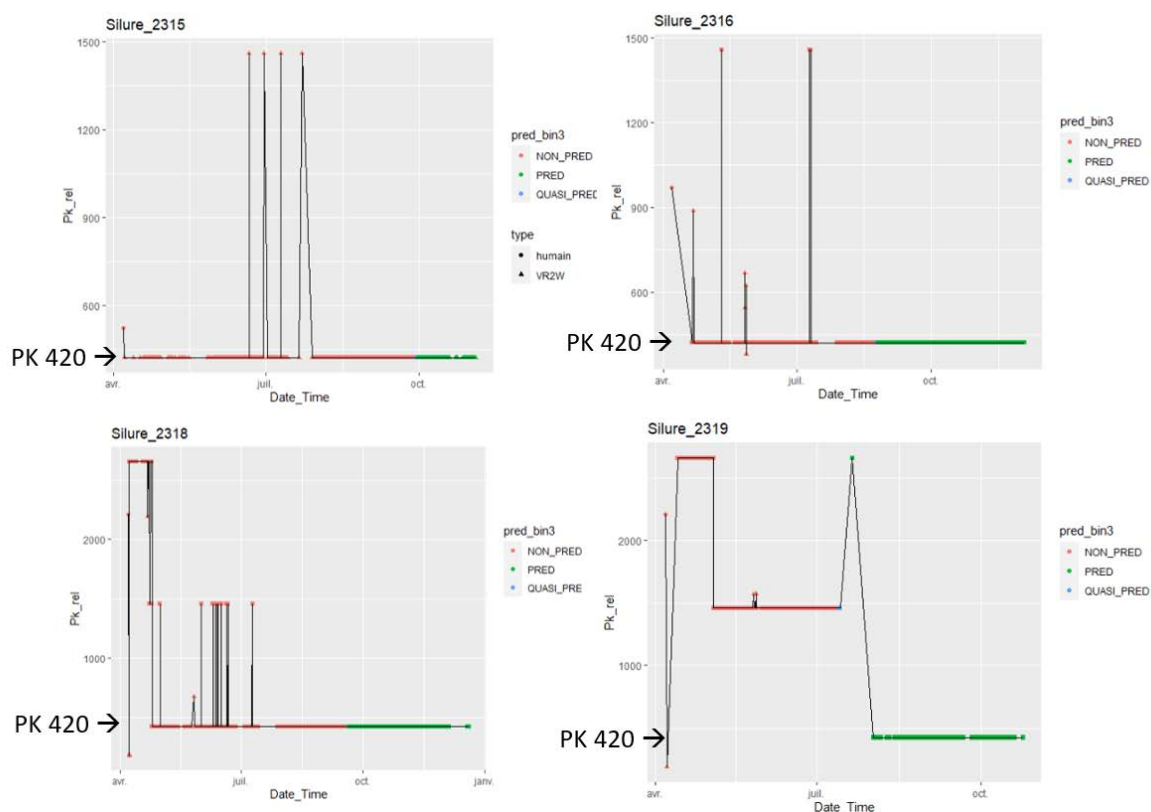 Silure_2315
1500
1200
900
600
Pk_rel
PK 420 →
avr.
juil.
oct.
Date_Time
pred_bin3
NON_PRED
PRED
QUASI_PRED
type
humain
VR2W
Silure_2316
1500
1200
900
600
Pk_rel
PK 420 →
avr.
juil.
oct.
Date_Time
pred_bin3
NON_PRED
PRED
QUASI_PRED
Silure_2318
2000
1000
Pk_rel
PK 420 →
avr.
juil.
oct.
janv.
Date_Time
pred_bin3
NON_PRED
PRED
QUASI_PRE
Silure_2319
2000
1000
Pk_rel
PK 420 →
avr.
juil.
oct.
Date_Time
pred_bin3
NON_PRED
PRED
QUASI_PRED